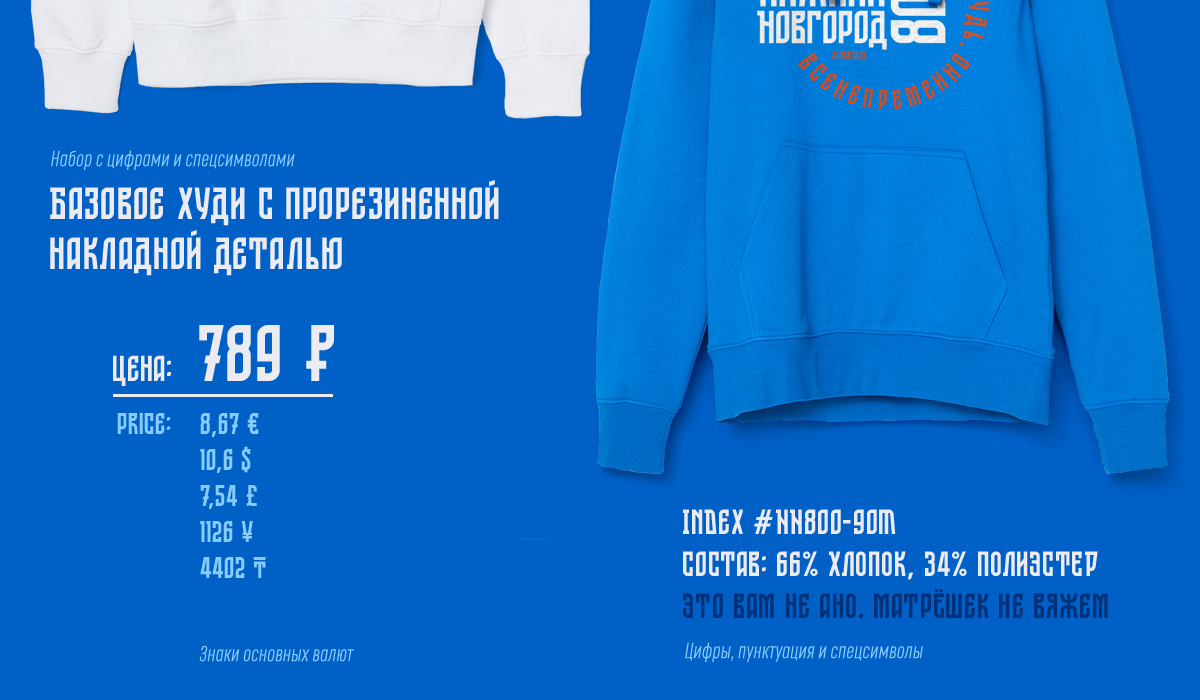 НОВГОРОД
800
ВСЕНЕПРЕМЕННО
Набор с цифрами и спецсимволами
БАЗОВОЕ ХУДИ С ПРОРЕЗИНЕННОЙ
НАКЛАДНОЙ ДЕТАЛЬЮ
ЦЕНА: 789 ₽
PRICE: 8,67 €
10,6 $
7,54 £
1126 ¥
4402 ₸
Знаки основных валют
INDEX #NN800-90M
СОСТАВ: 66% ХЛОПОК, 34% ПОЛИЭСТЕР
ЭТО ВАМ НЕ АНО. МАТРЁШЕК НЕ ВЯЖЕМ
Цифры, пунктуация и спецсимволы